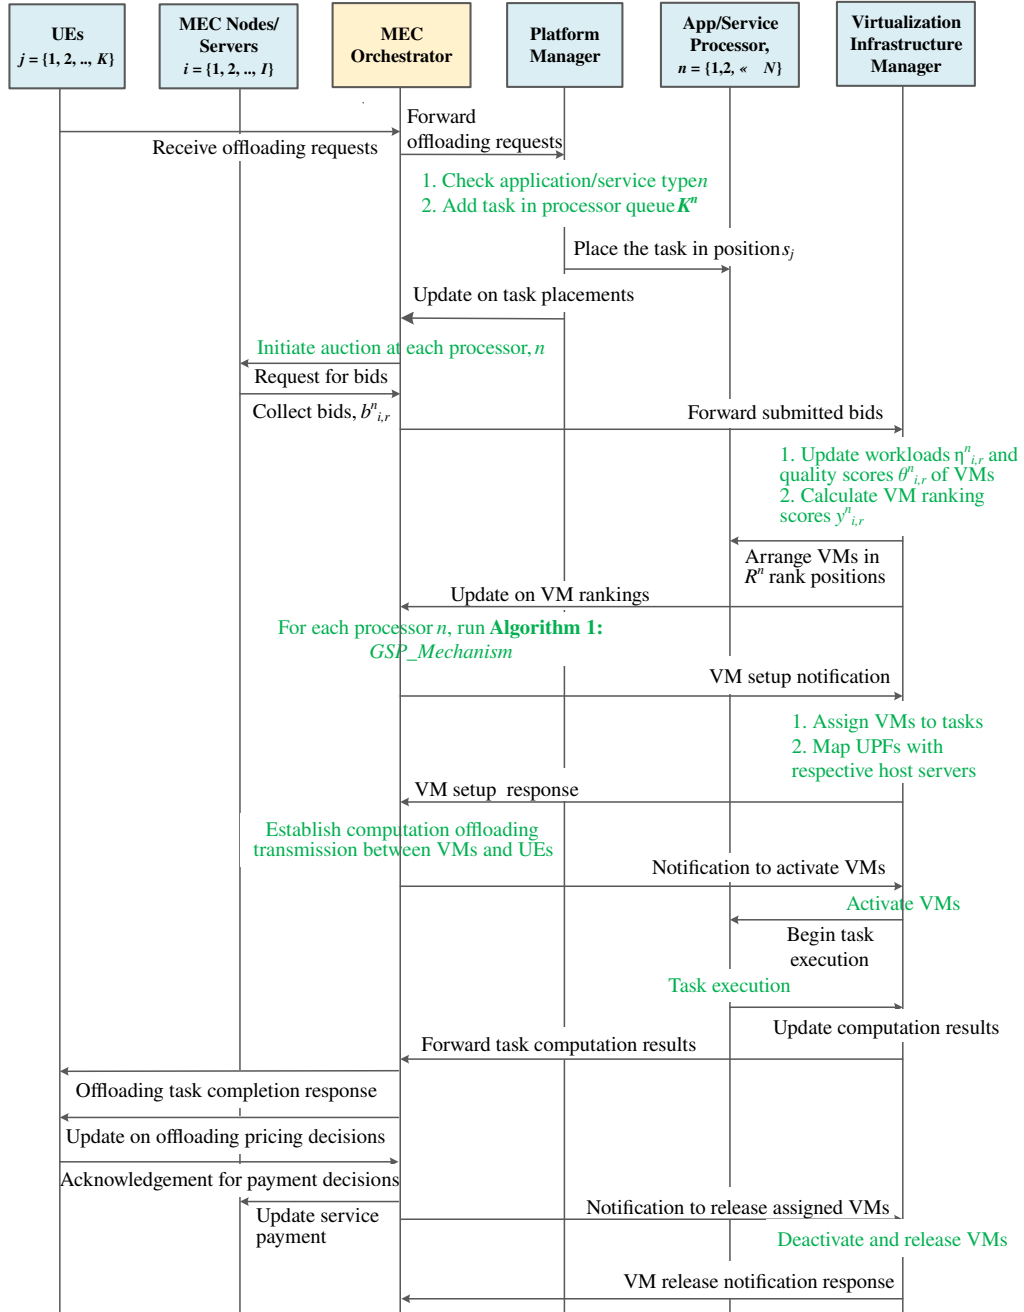 UEs
j = {1, 2, .., K}
MEC Nodes/
Servers
i = {1, 2, .., I}
MEC
Orchestrator
Platform
Manager
App/Service
Processor,
n = {1,2, « N}
Virtualization
Infrastructure
Manager
Receive offloading requests
Forward
offloading requests
1. Check application/service type n
2. Add task in processor queue K^n
Place the task in position s_j
Update on task placements
Initiate auction at each processor, n
Request for bids
Collect bids, b^n_{i,r}
Forward submitted bids
1. Update workloads η^n_{i,r} and
quality scores θ^n_{i,r} of VMs
2. Calculate VM ranking
scores y^n_{i,r}
Arrange VMs in
R^n rank positions
Update on VM rankings
For each processor n, run Algorithm 1:
GSP_Mechanism
VM setup notification
1. Assign VMs to tasks
2. Map UPFs with
respective host servers
VM setup response
Establish computation offloading
transmission between VMs and UEs
Notification to activate VMs
Activate VMs
Begin task
execution
Task execution
Update computation results
Forward task computation results
Offloading task completion response
Update on offloading pricing decisions
Acknowledgement for payment decisions
Update service
payment
Notification to release assigned VMs
Deactivate and release VMs
VM release notification response